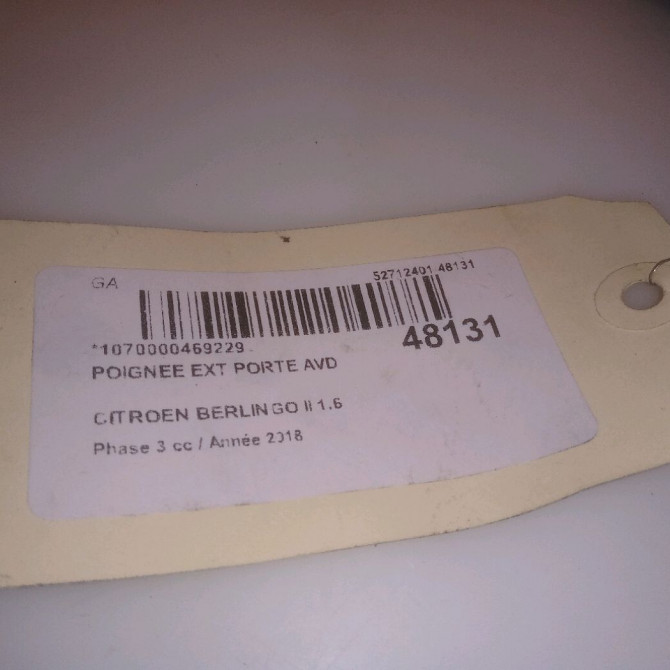 GA
52712401 48131
48131
*1070000469229
POIGNEE EXT PORTE AVD
CITROEN BERLINGO II 1.6
Phase 3 cc / Année 2018